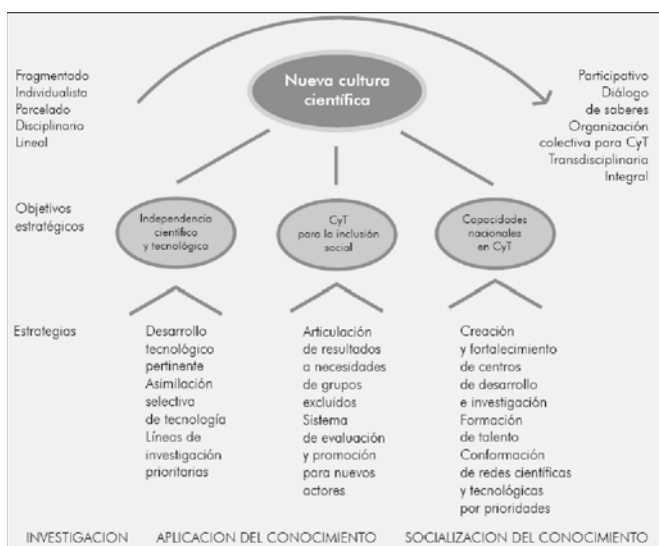 Nueva cultura
científica
Fragmentado
Individualista
Parcelado
Disciplinario
Lineal
Participativo
Diálogo
de saberes
Organización
colectiva para CyT
Transdisciplinaria
Integral
Objetivos
estratégicos
Independencia
científica
y tecnológica
CyT
para la inclusión
social
Capacidades
nacionales
en CyT
Estrategias
Desarrollo
tecnológico
pertinente
Asimilación
selectiva
de tecnología
Líneas de
investigación
prioritarias
Articulación
de resultados
a necesidades
de grupos
excluidos
Sistema
de evaluación
y promoción
para nuevos
actores
Creación
y fortalecimiento
de centros
de desarrollo
e investigación
Formación
de talento
Conformación
de redes científicas
y tecnológicas
por prioridades
INVESTIGACION
APLICACION DEL CONOCIMIENTO
SOCIALIZACION DEL CONOCIMIENTO